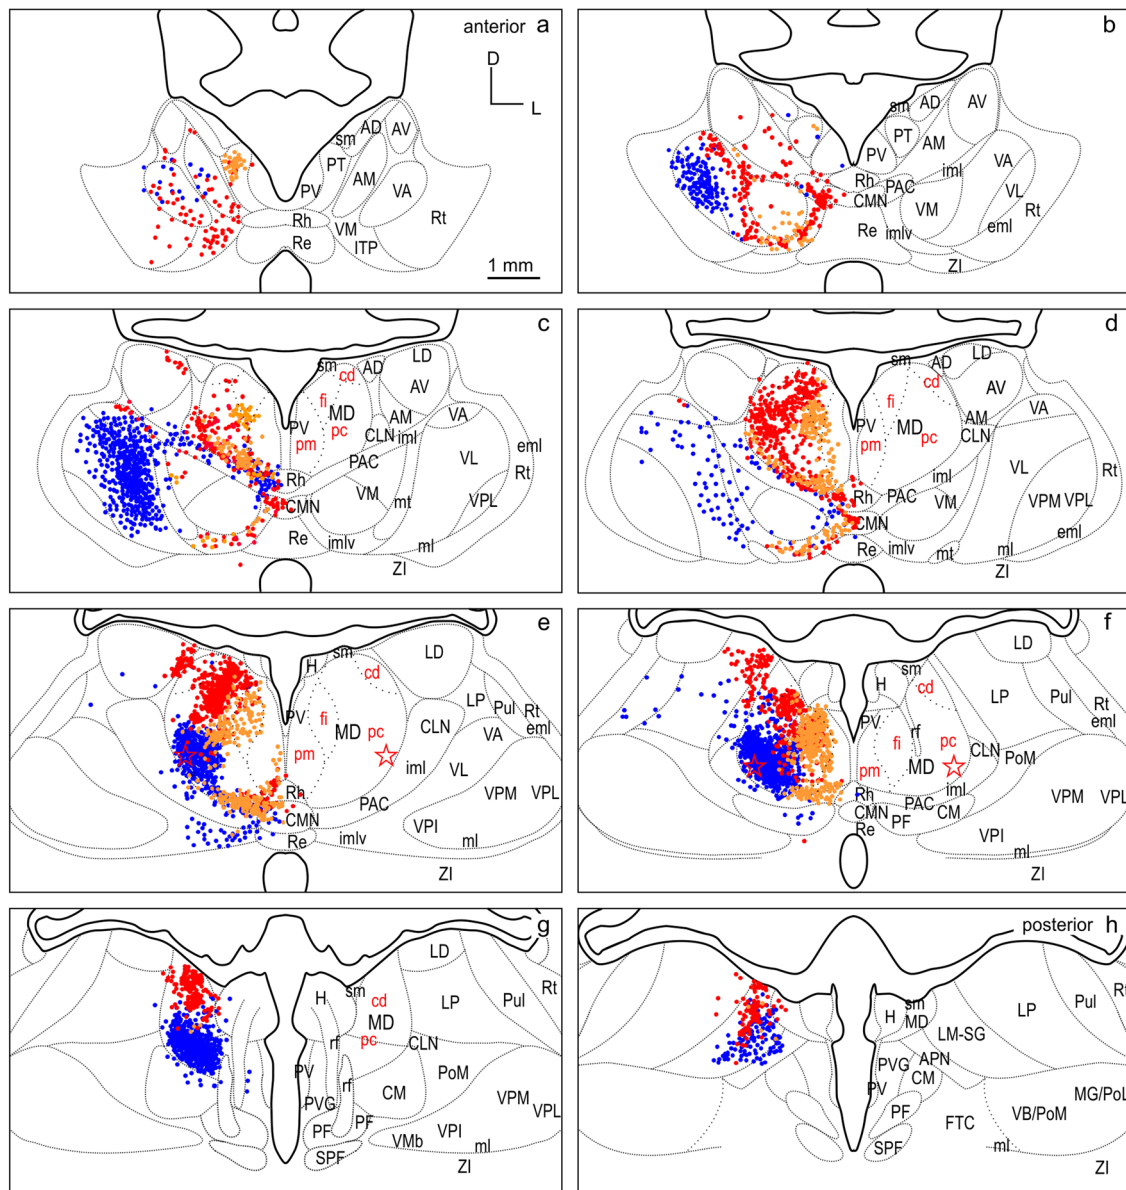 anterior a
D
L
sm AD AV
PT
AM
PV VA
Rh VM Rt
Re ITP
1 mm
b
sm AD AV
PT AM
PV iml VA
Rh PAC VL
CMN Rt
VM
Re imlv eml
ZI
c
sm cd AD LD
fi AV
MD AM VA
PV pc CLN iml eml
pm VL
PAC Rt
Rh VM VPL
CMN mt
Re imlv ml
ZI
d
sm AD LD
cd
fi AV
AM VA
PV MD CLN
pm pc
iml VL Rt
Rh PAC VM VPM VPL
CMN eml
Re imlv mt ml
ZI
e
sm
H cd LD
LP Pul Rt
PV fi eml
MD pc CLN VA
pm
iml VL
Rh PAC VPM VPL
CMN VPI
Re imlv ml
ZI
f
sm LD
H cd
LP Pul Rt
PV eml
fi rf pc
CLN PoM
pm MD
iml
Rh PAC CM VPM VPL
CMN PF
Re VPI ml
ZI
g
LD
H sm cd Rt
MD LP Pul
rf pc CLN
PV rf PoM
CM VPM
PVG VPL
PF PF VPI
VMb ml
SPF ZI
posterior h
Rt
sm LP Pul
H MD
LM-SG
PVG APN
PV CM
MG/PoL
PF VB/PoM
FTC
SPF ml
ZI